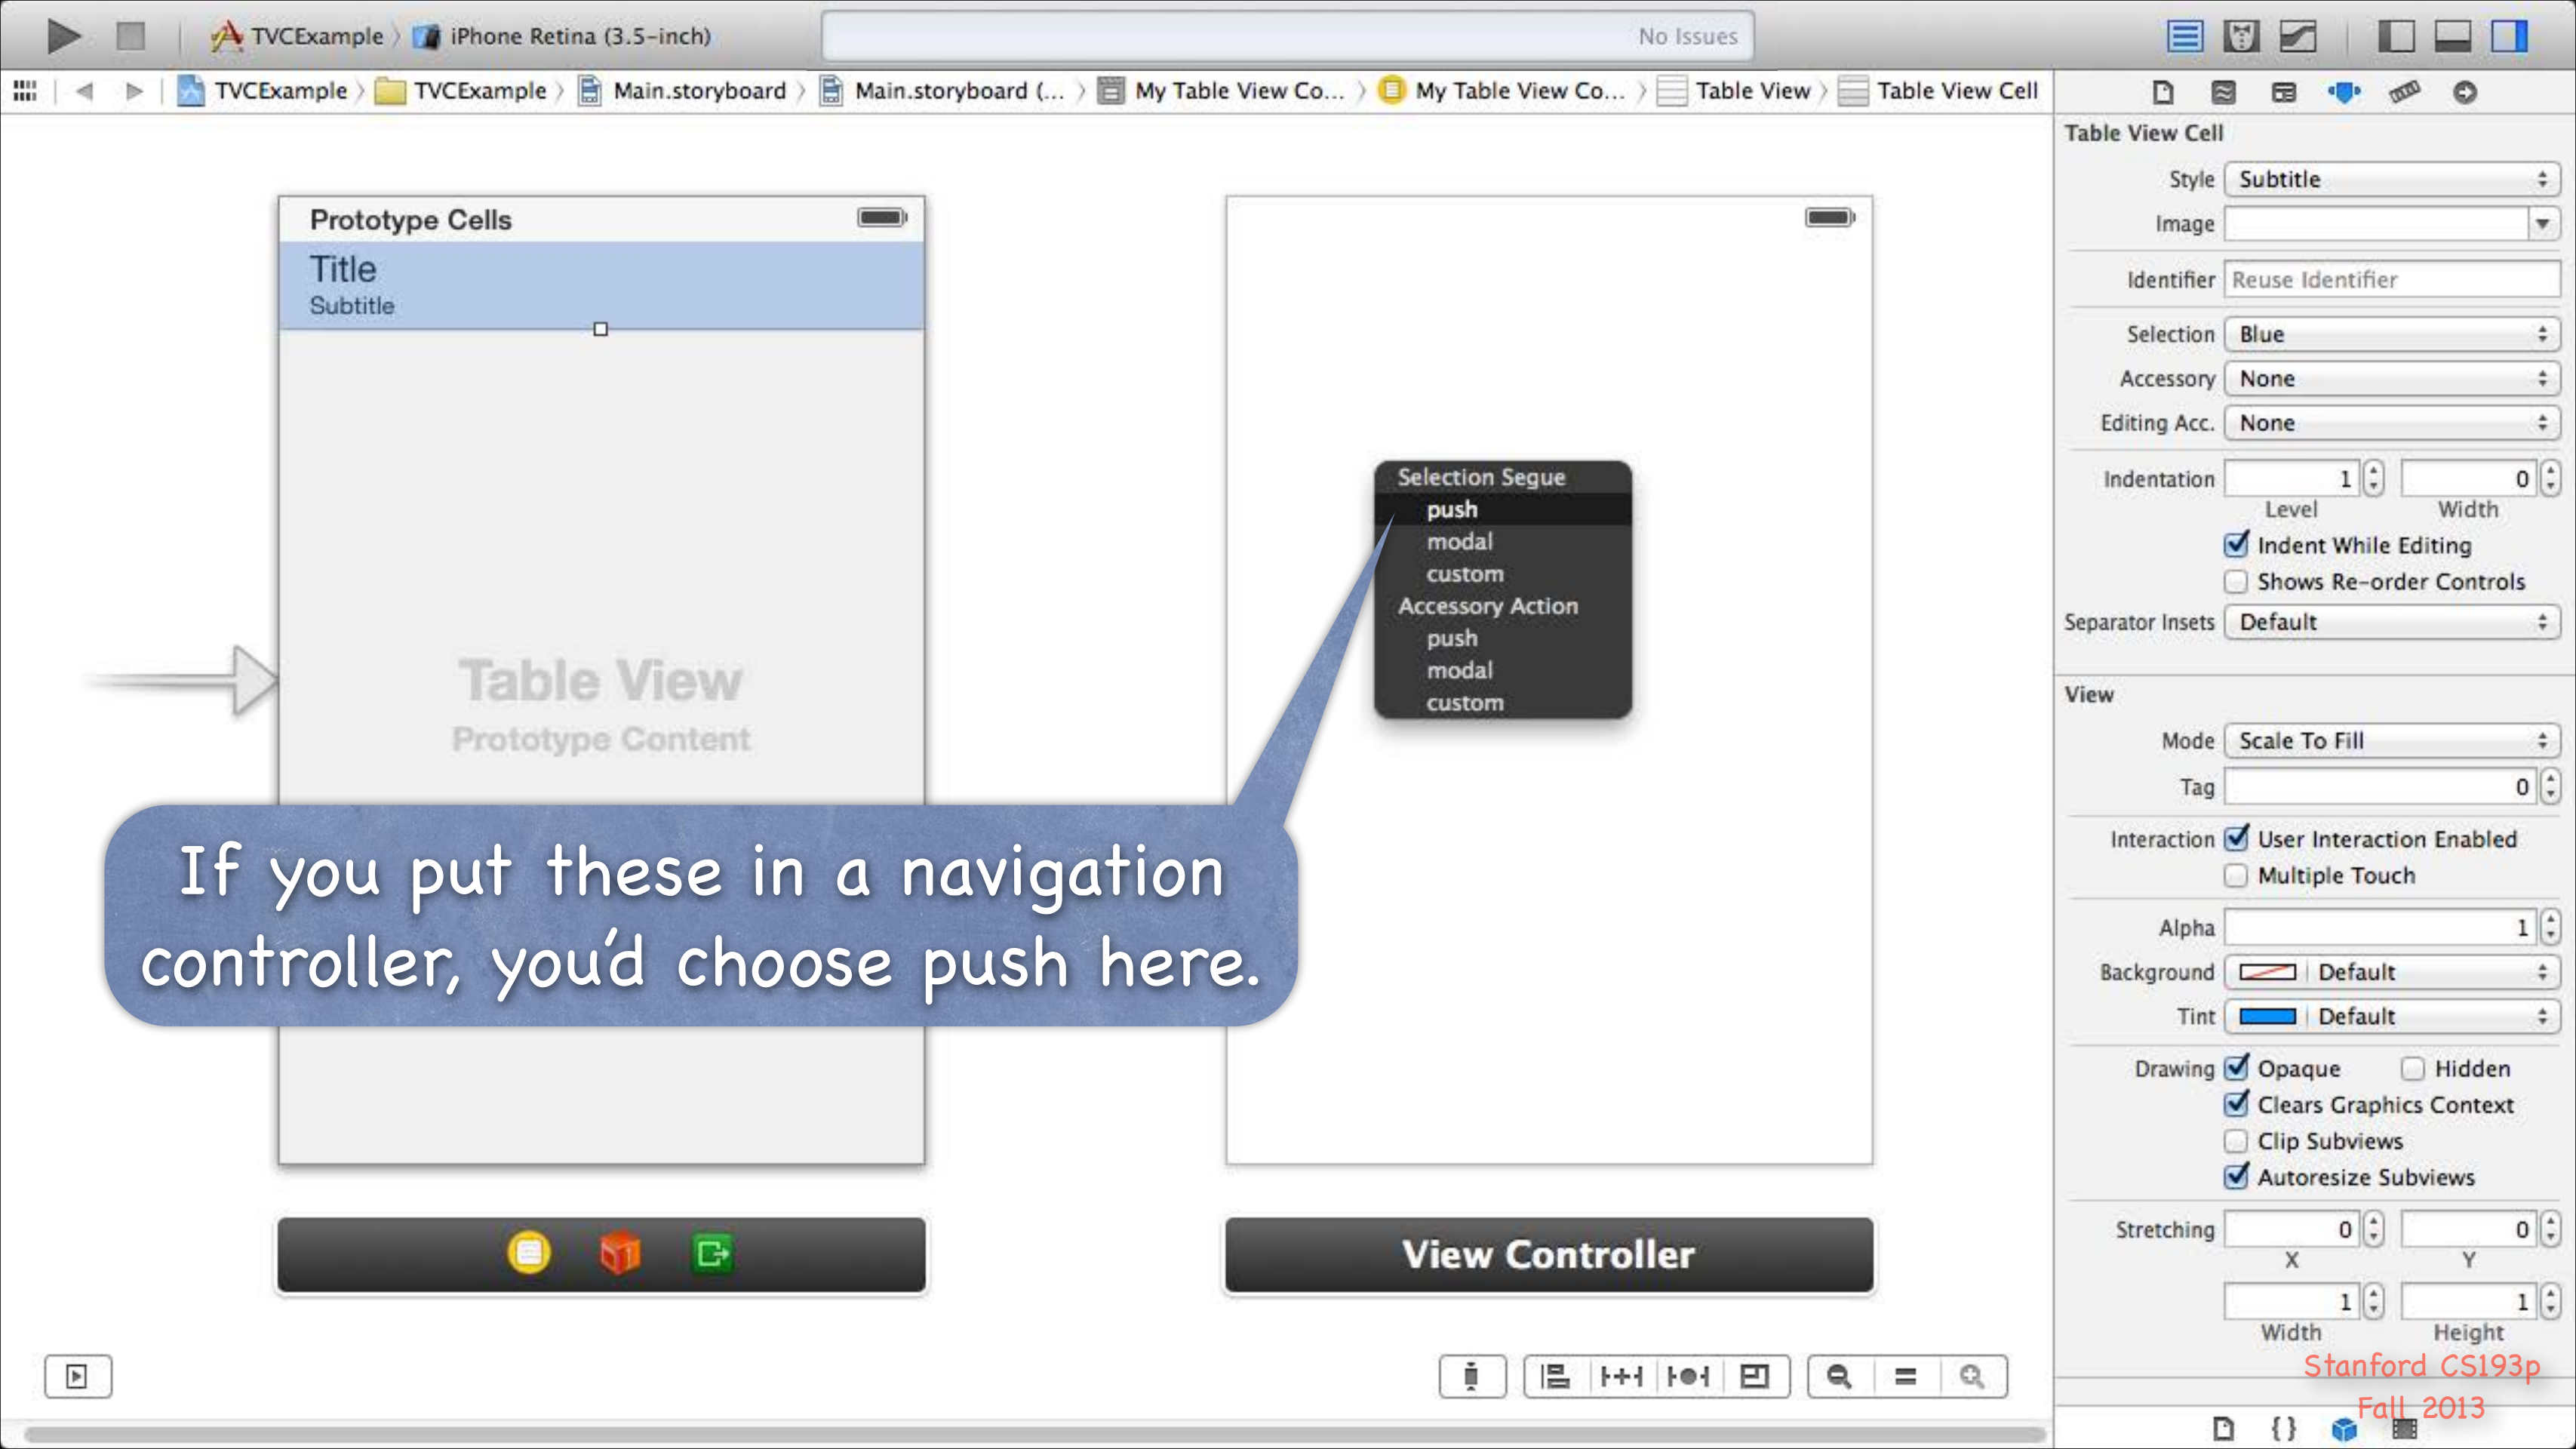 TVCExample
iPhone Retina (3.5-inch)
No Issues
TVCExample
TVCExample
Main.storyboard
Main.storyboard (...
My Table View Co...
My Table View Co...
Table View
Table View Cell
Prototype Cells
Title
Subtitle
Table View
Prototype Content
Selection Segue
push
modal
custom
Accessory Action
push
modal
custom
If you put these in a navigation
controller, you'd choose push here.
View Controller
Table View Cell
Style Subtitle
Image
Identifier Reuse Identifier
Selection Blue
Accessory None
Editing Acc. None
Indentation 1 0
Level Width
Indent While Editing
Shows Re-order Controls
Separator Insets Default
View
Mode Scale To Fill
Tag 0
Interaction User Interaction Enabled
Multiple Touch
Alpha 1
Background Default
Tint Default
Drawing Opaque Hidden
Clears Graphics Context
Clip Subviews
Autoresize Subviews
Stretching 0 0
X Y
1 1
Width Height
Stanford CS193p
Fall 2013